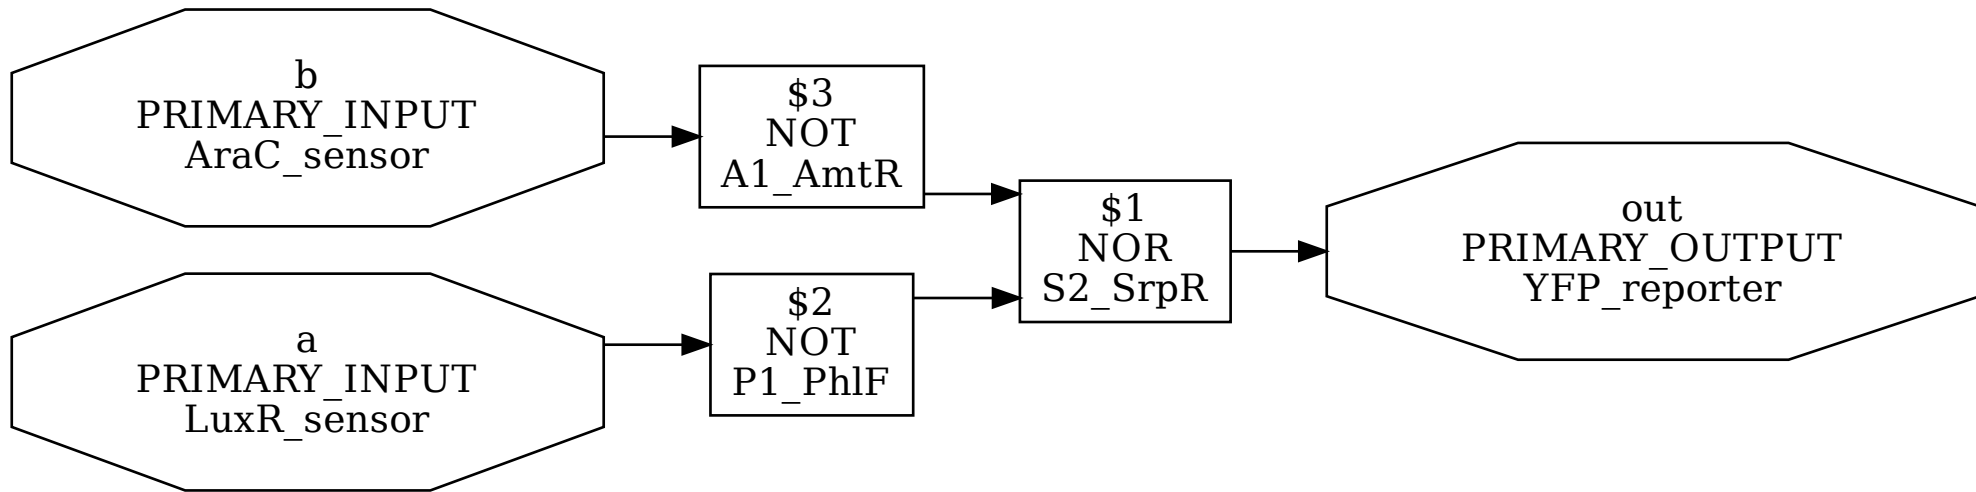 b
PRIMARY_INPUT
AraC_sensor
$3
NOT
A1_AmtR
a
PRIMARY_INPUT
LuxR_sensor
$2
NOT
P1_PhlF
$1
NOR
S2_SrpR
out
PRIMARY_OUTPUT
YFP_reporter